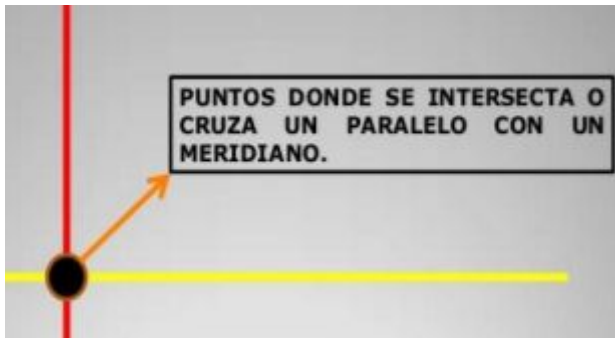 PUNTOS DONDE SE INTERSECTA O
CRUZA UN PARALELO CON UN
MERIDIANO.